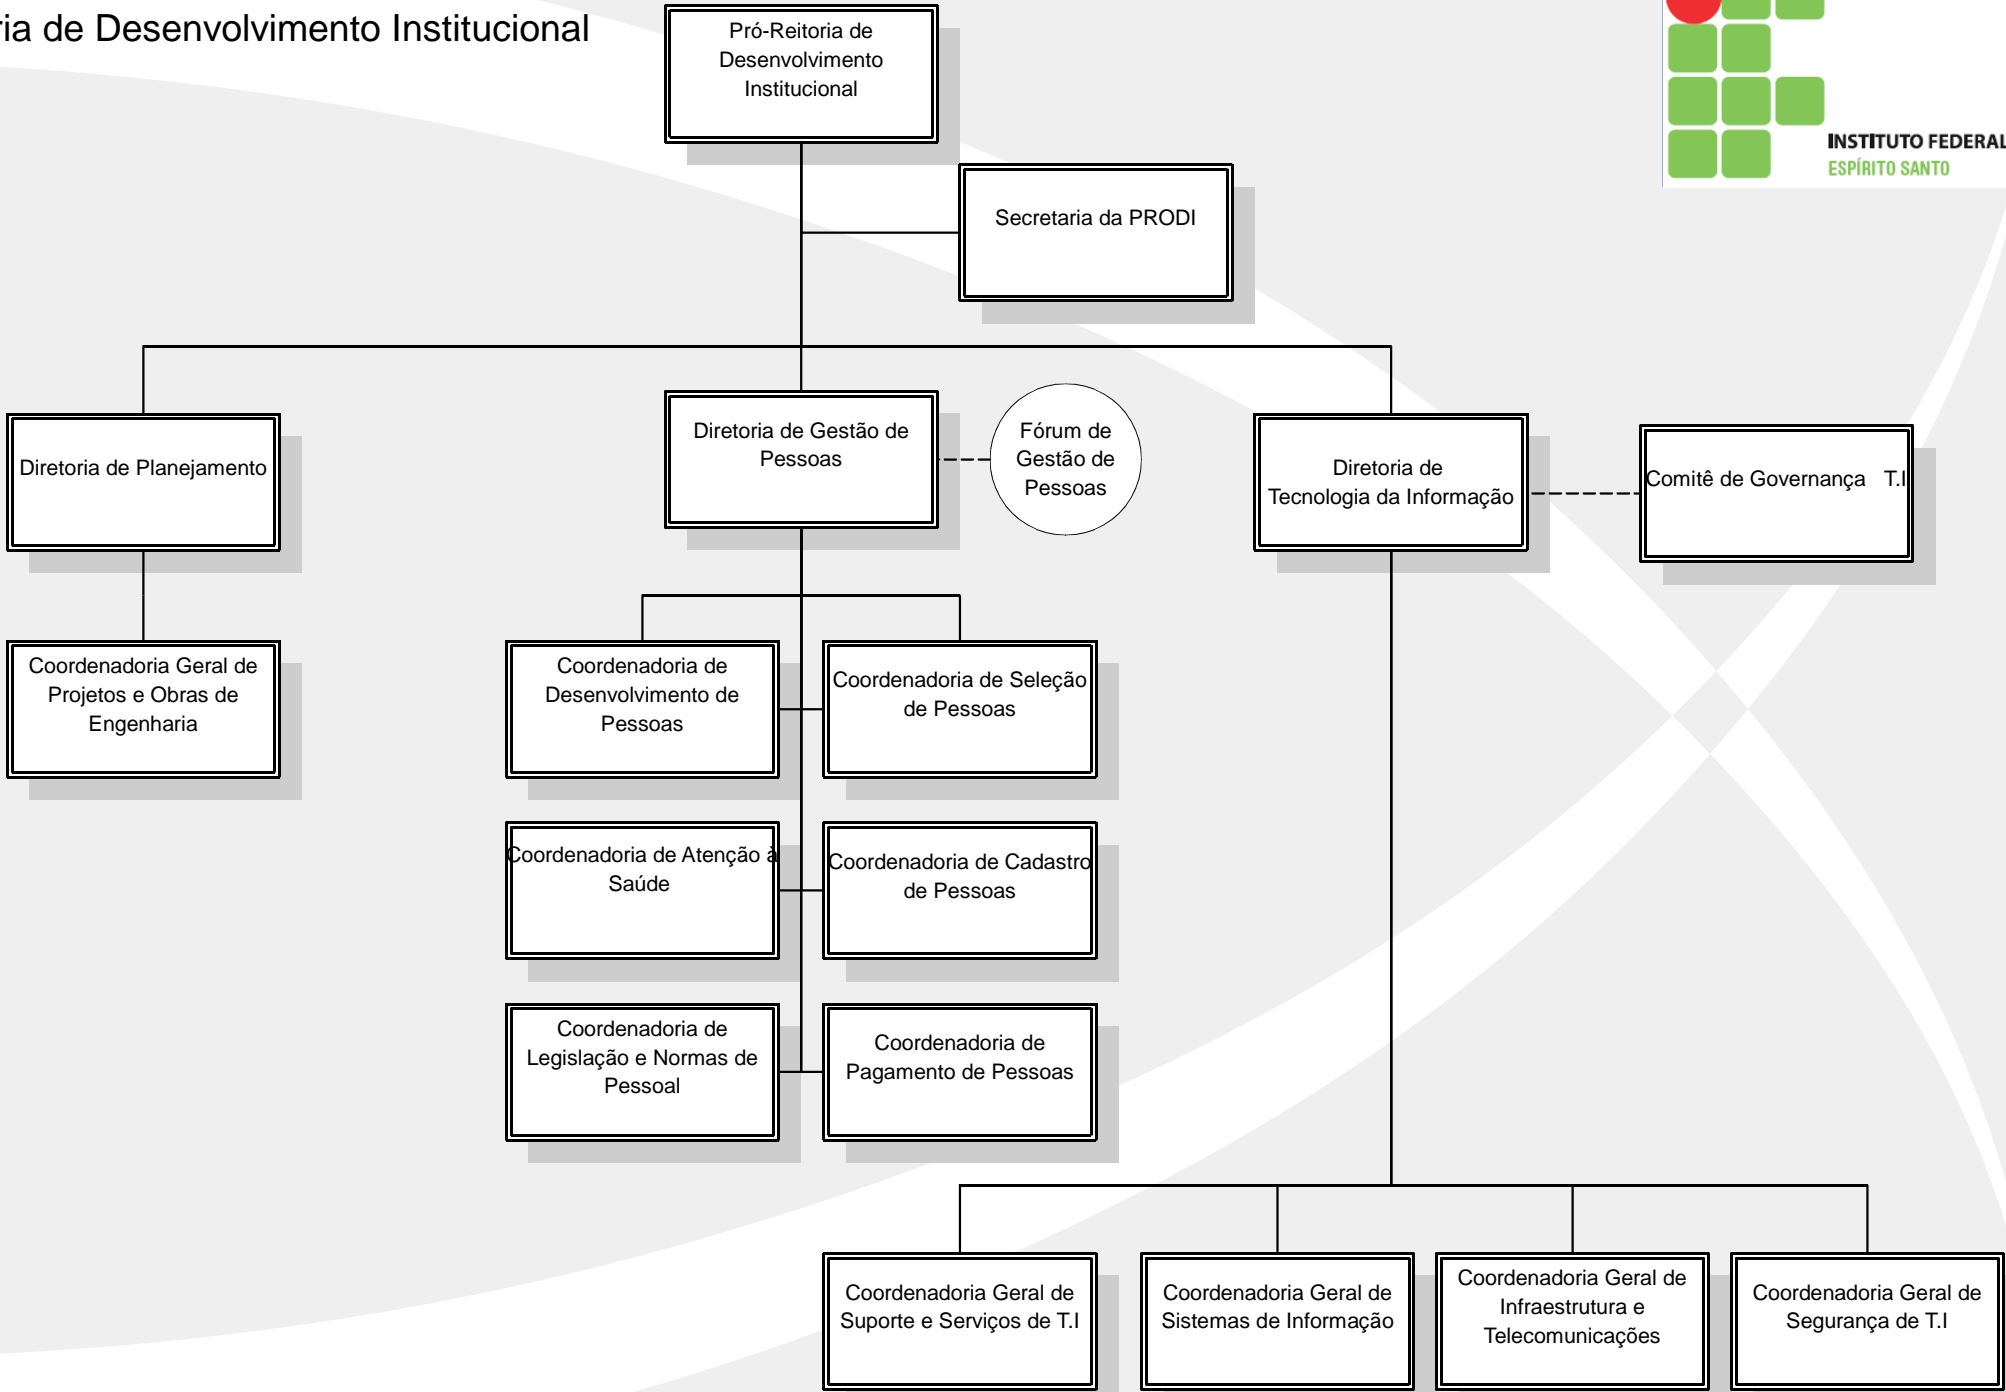 ria de Desenvolvimento Institucional
Pró-Reitoria de
Desenvolvimento
Institucional
INSTITUTO FEDERAL
ESPÍRITO SANTO
Secretaria da PRODI
Diretoria de Planejamento
Diretoria de Gestão de
Pessoas
Fórum de
Gestão de
Pessoas
Diretoria de
Tecnologia da Informação
Comitê de Governança T.I
Coordenadoria Geral de
Projetos e Obras de
Engenharia
Coordenadoria de
Desenvolvimento de
Pessoas
Coordenadoria de Seleção
de Pessoas
Coordenadoria de Atenção à
Saúde
Coordenadoria de Cadastro
de Pessoas
Coordenadoria de
Legislação e Normas de
Pessoal
Coordenadoria de
Pagamento de Pessoas
Coordenadoria Geral de
Suporte e Serviços de T.I
Coordenadoria Geral de
Sistemas de Informação
Coordenadoria Geral de
Infraestrutura e
Telecomunicações
Coordenadoria Geral de
Segurança de T.I